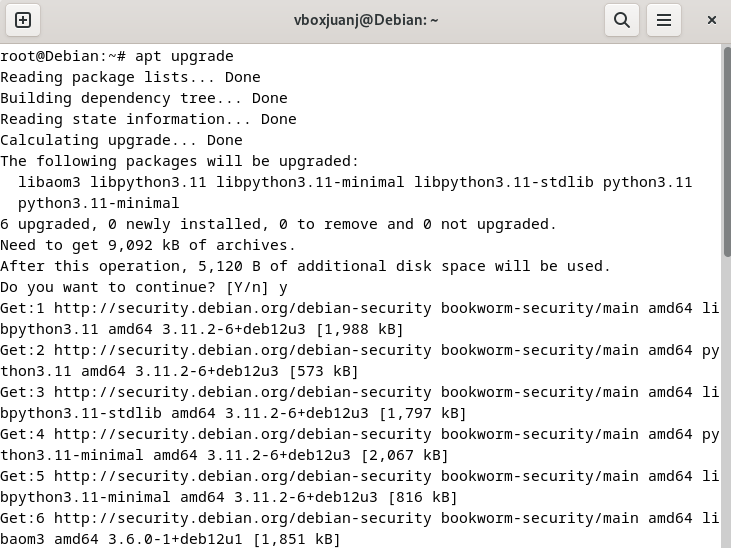 vboxjuanj@Debian: ~
root@Debian:~# apt upgrade
Reading package lists... Done
Building dependency tree... Done
Reading state information... Done
Calculating upgrade... Done
The following packages will be upgraded:
  libaom3 libpython3.11 libpython3.11-minimal libpython3.11-stdlib python3.11
  python3.11-minimal
6 upgraded, 0 newly installed, 0 to remove and 0 not upgraded.
Need to get 9,092 kB of archives.
After this operation, 5,120 B of additional disk space will be used.
Do you want to continue? [Y/n] y
Get:1 http://security.debian.org/debian-security bookworm-security/main amd64 li
bpython3.11 amd64 3.11.2-6+deb12u3 [1,988 kB]
Get:2 http://security.debian.org/debian-security bookworm-security/main amd64 py
thon3.11 amd64 3.11.2-6+deb12u3 [573 kB]
Get:3 http://security.debian.org/debian-security bookworm-security/main amd64 li
bpython3.11-stdlib amd64 3.11.2-6+deb12u3 [1,797 kB]
Get:4 http://security.debian.org/debian-security bookworm-security/main amd64 py
thon3.11-minimal amd64 3.11.2-6+deb12u3 [2,067 kB]
Get:5 http://security.debian.org/debian-security bookworm-security/main amd64 li
bpython3.11-minimal amd64 3.11.2-6+deb12u3 [816 kB]
Get:6 http://security.debian.org/debian-security bookworm-security/main amd64 li
baom3 amd64 3.6.0-1+deb12u1 [1,851 kB]